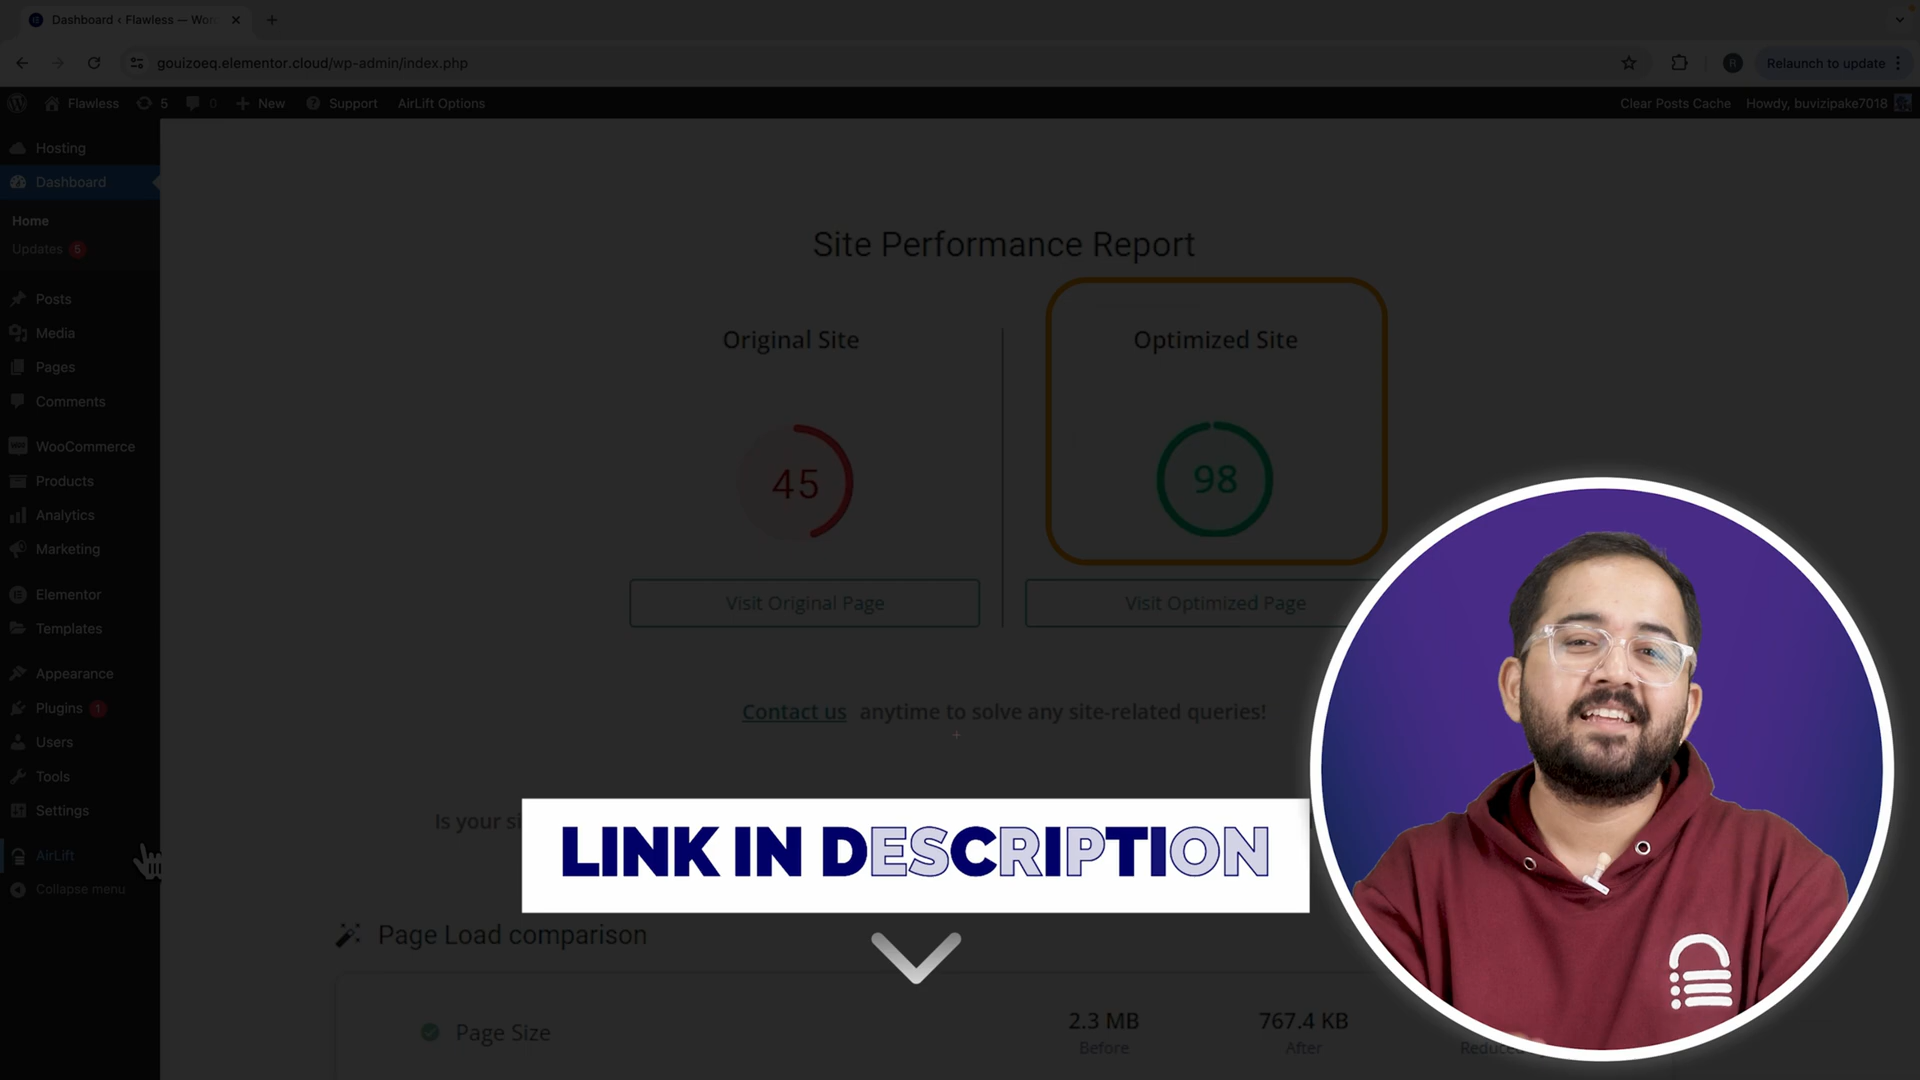 Dashboard ‹ Flawless — Wor
gouizoeq.elementor.cloud/wp-admin/index.php
Relaunch to update
Flawless 5 0 New Support AirLift Options
Clear Posts Cache Howdy, buvizipake7018
Hosting
Dashboard
Home
Updates 5
Posts
Media
Pages
Comments
WooCommerce
Products
Analytics
Marketing
Elementor
Templates
Appearance
Plugins 1
Users
Tools
Settings
AirLift
Collapse menu
Site Performance Report
Original Site
Optimized Site
45
98
Visit Original Page
Visit Optimized Page
Contact us anytime to solve any site-related queries!
Is your
LINK IN DESCRIPTION
Page Load comparison
Page Size
2.3 MB
Before
767.4 KB
After